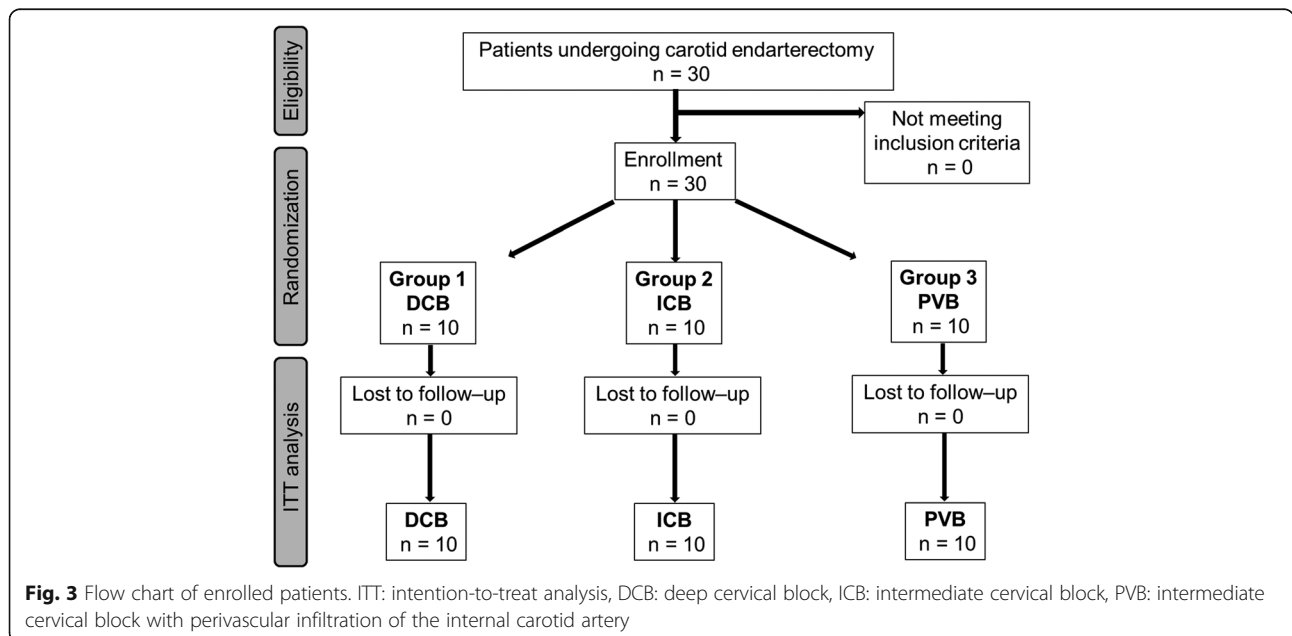 Eligibility
Patients undergoing carotid endarterectomy
n = 30
Not meeting
inclusion criteria
n = 0
Randomization
Enrollment
n = 30
Group 1
DCB
n = 10
Group 2
ICB
n = 10
Group 3
PVB
n = 10
ITT analysis
Lost to follow–up
n = 0
Lost to follow–up
n = 0
Lost to follow–up
n = 0
DCB
n = 10
ICB
n = 10
PVB
n = 10
Fig. 3 Flow chart of enrolled patients. ITT: intention-to-treat analysis, DCB: deep cervical block, ICB: intermediate cervical block, PVB: intermediate
cervical block with perivascular infiltration of the internal carotid artery